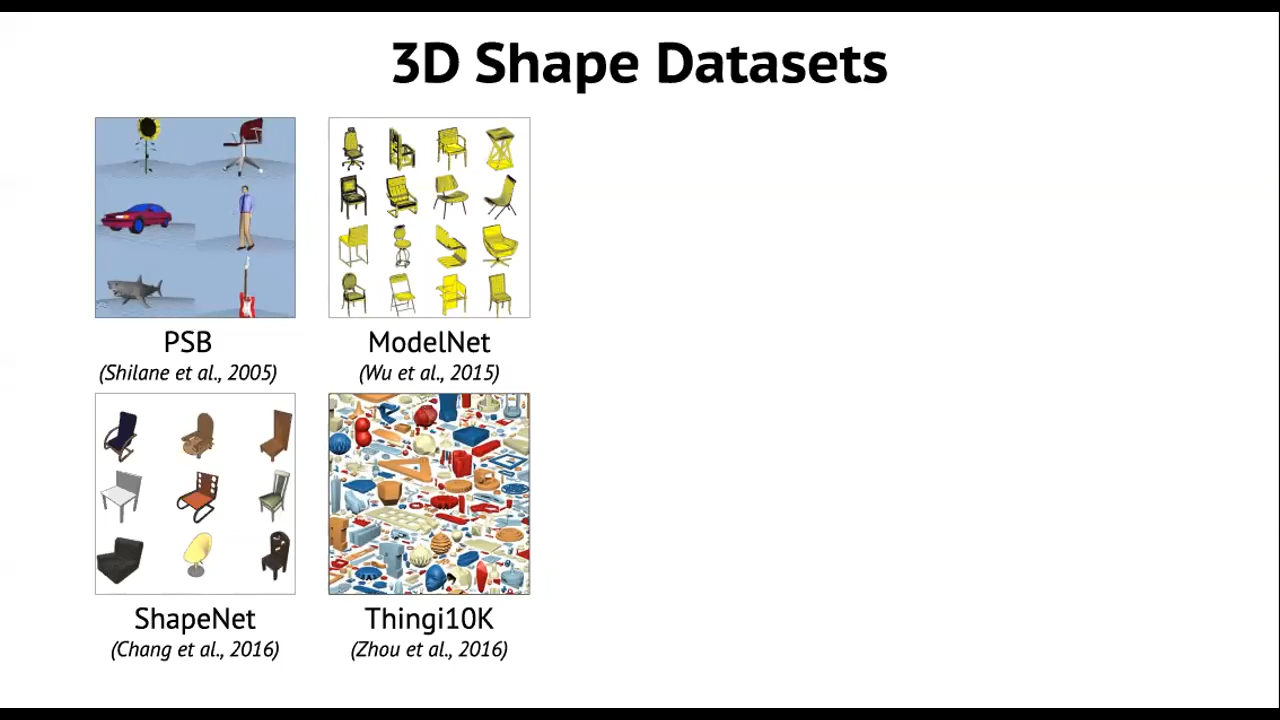 3D Shape Datasets
PSB
(Shilane et al., 2005)
ModelNet
(Wu et al., 2015)
ShapeNet
(Chang et al., 2016)
Thingi10K
(Zhou et al., 2016)